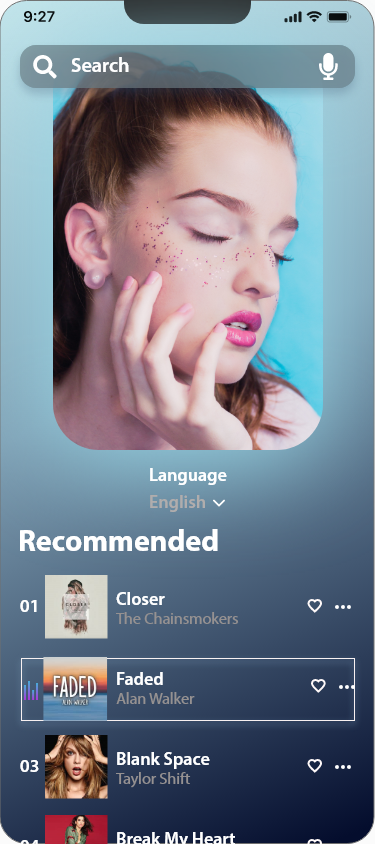 9:27
Search
Language
English
Recommended
01
Closer
The Chainsmokers
FADED
ALAN WALKER
Faded
Alan Walker
03
Blank Space
Taylor Shift
04
Break My Heart